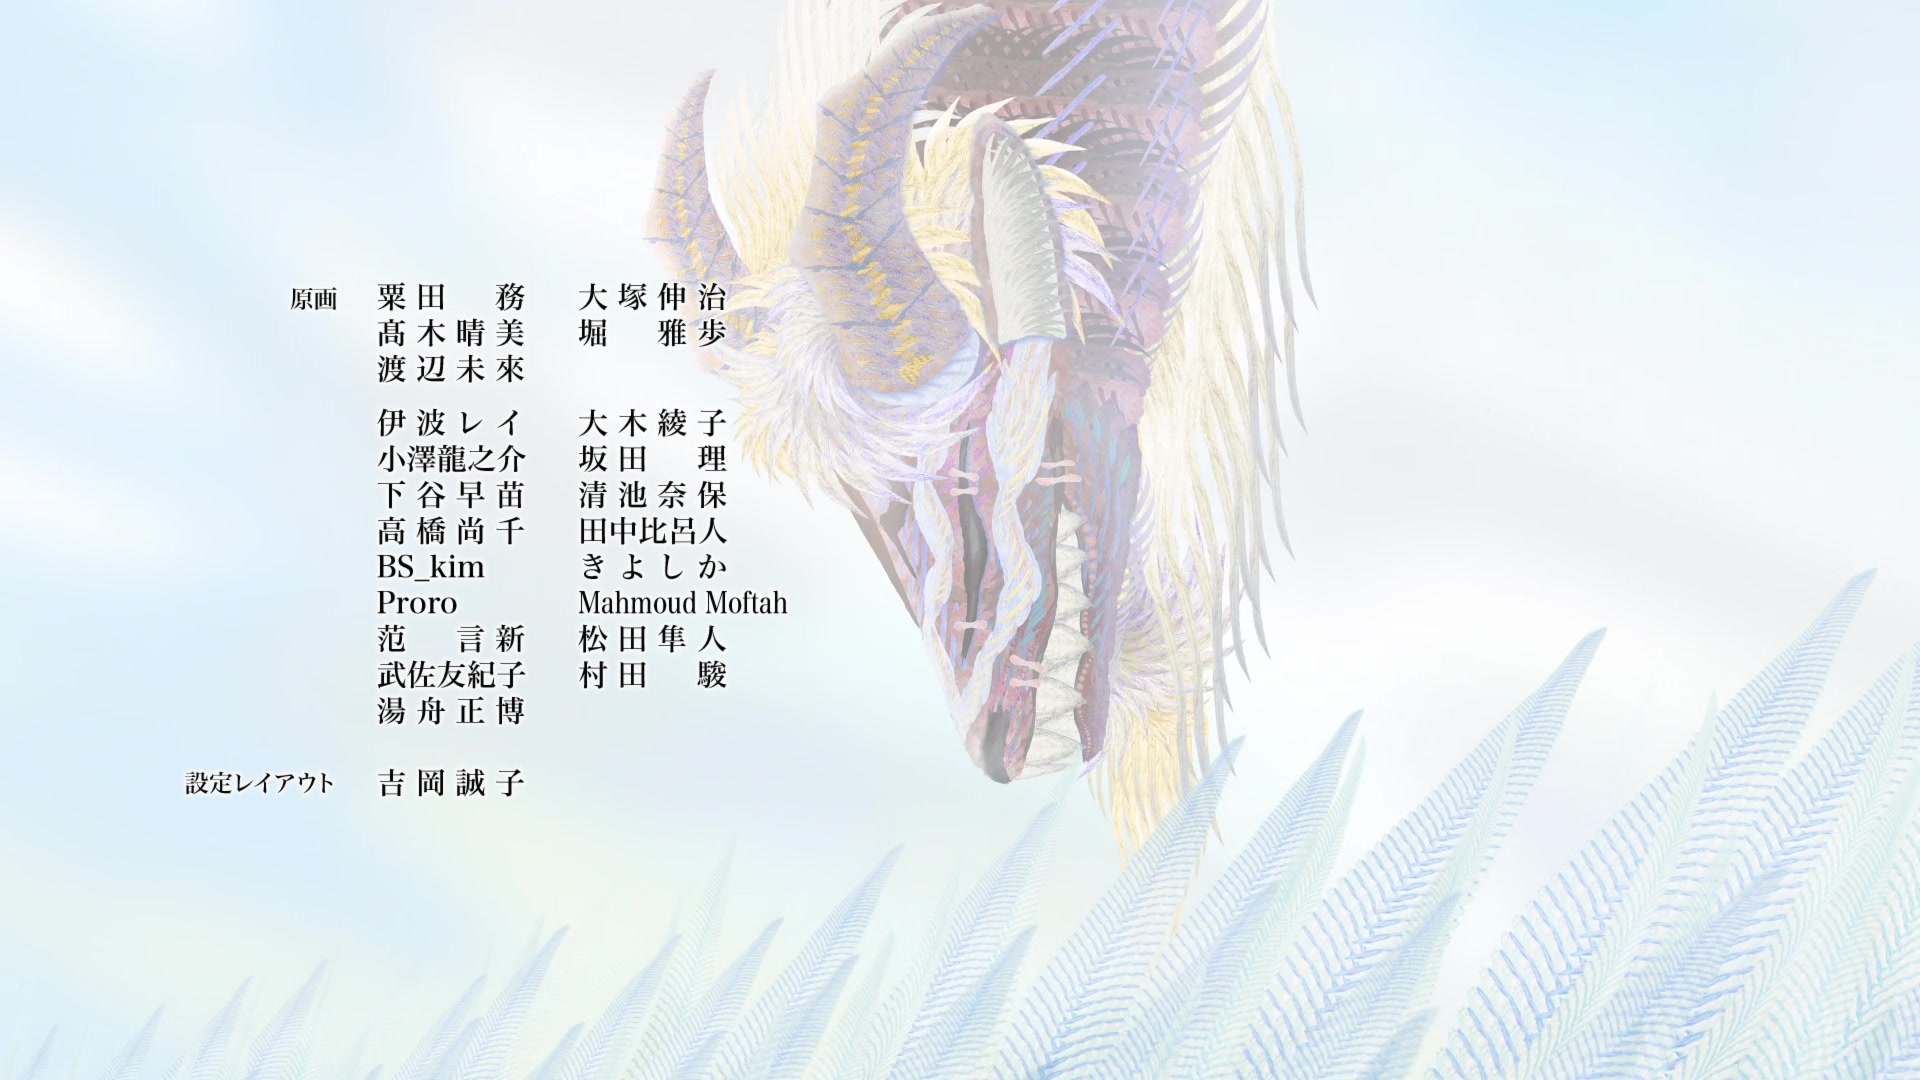 原画 粟田 務 大塚伸治
髙木晴美 堀 雅歩
渡辺未來
伊波レイ 大木綾子
小澤龍之介 坂田 理
下谷早苗 清池奈保
高橋尚千 田中比呂人
BS_kim きよしか
Proro Mahmoud Moftah
范 言新 松田隼人
武佐友紀子 村田 駿
湯舟正博
設定レイアウト 吉岡誠子